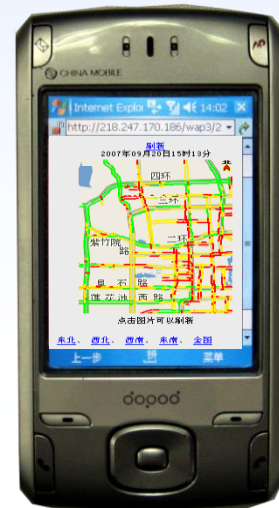 CHINA MOBILE
Internet Explor 14:02
http://218.247.170.186/wap3/2
刷新
2007年09月20日15时13分
四环
三环
紫竹院
路
二环
阜石路
莲花池西路
点击图片可以刷新
东北、 西北、 西南、 东南、 全图
上一步 菜单
dopod